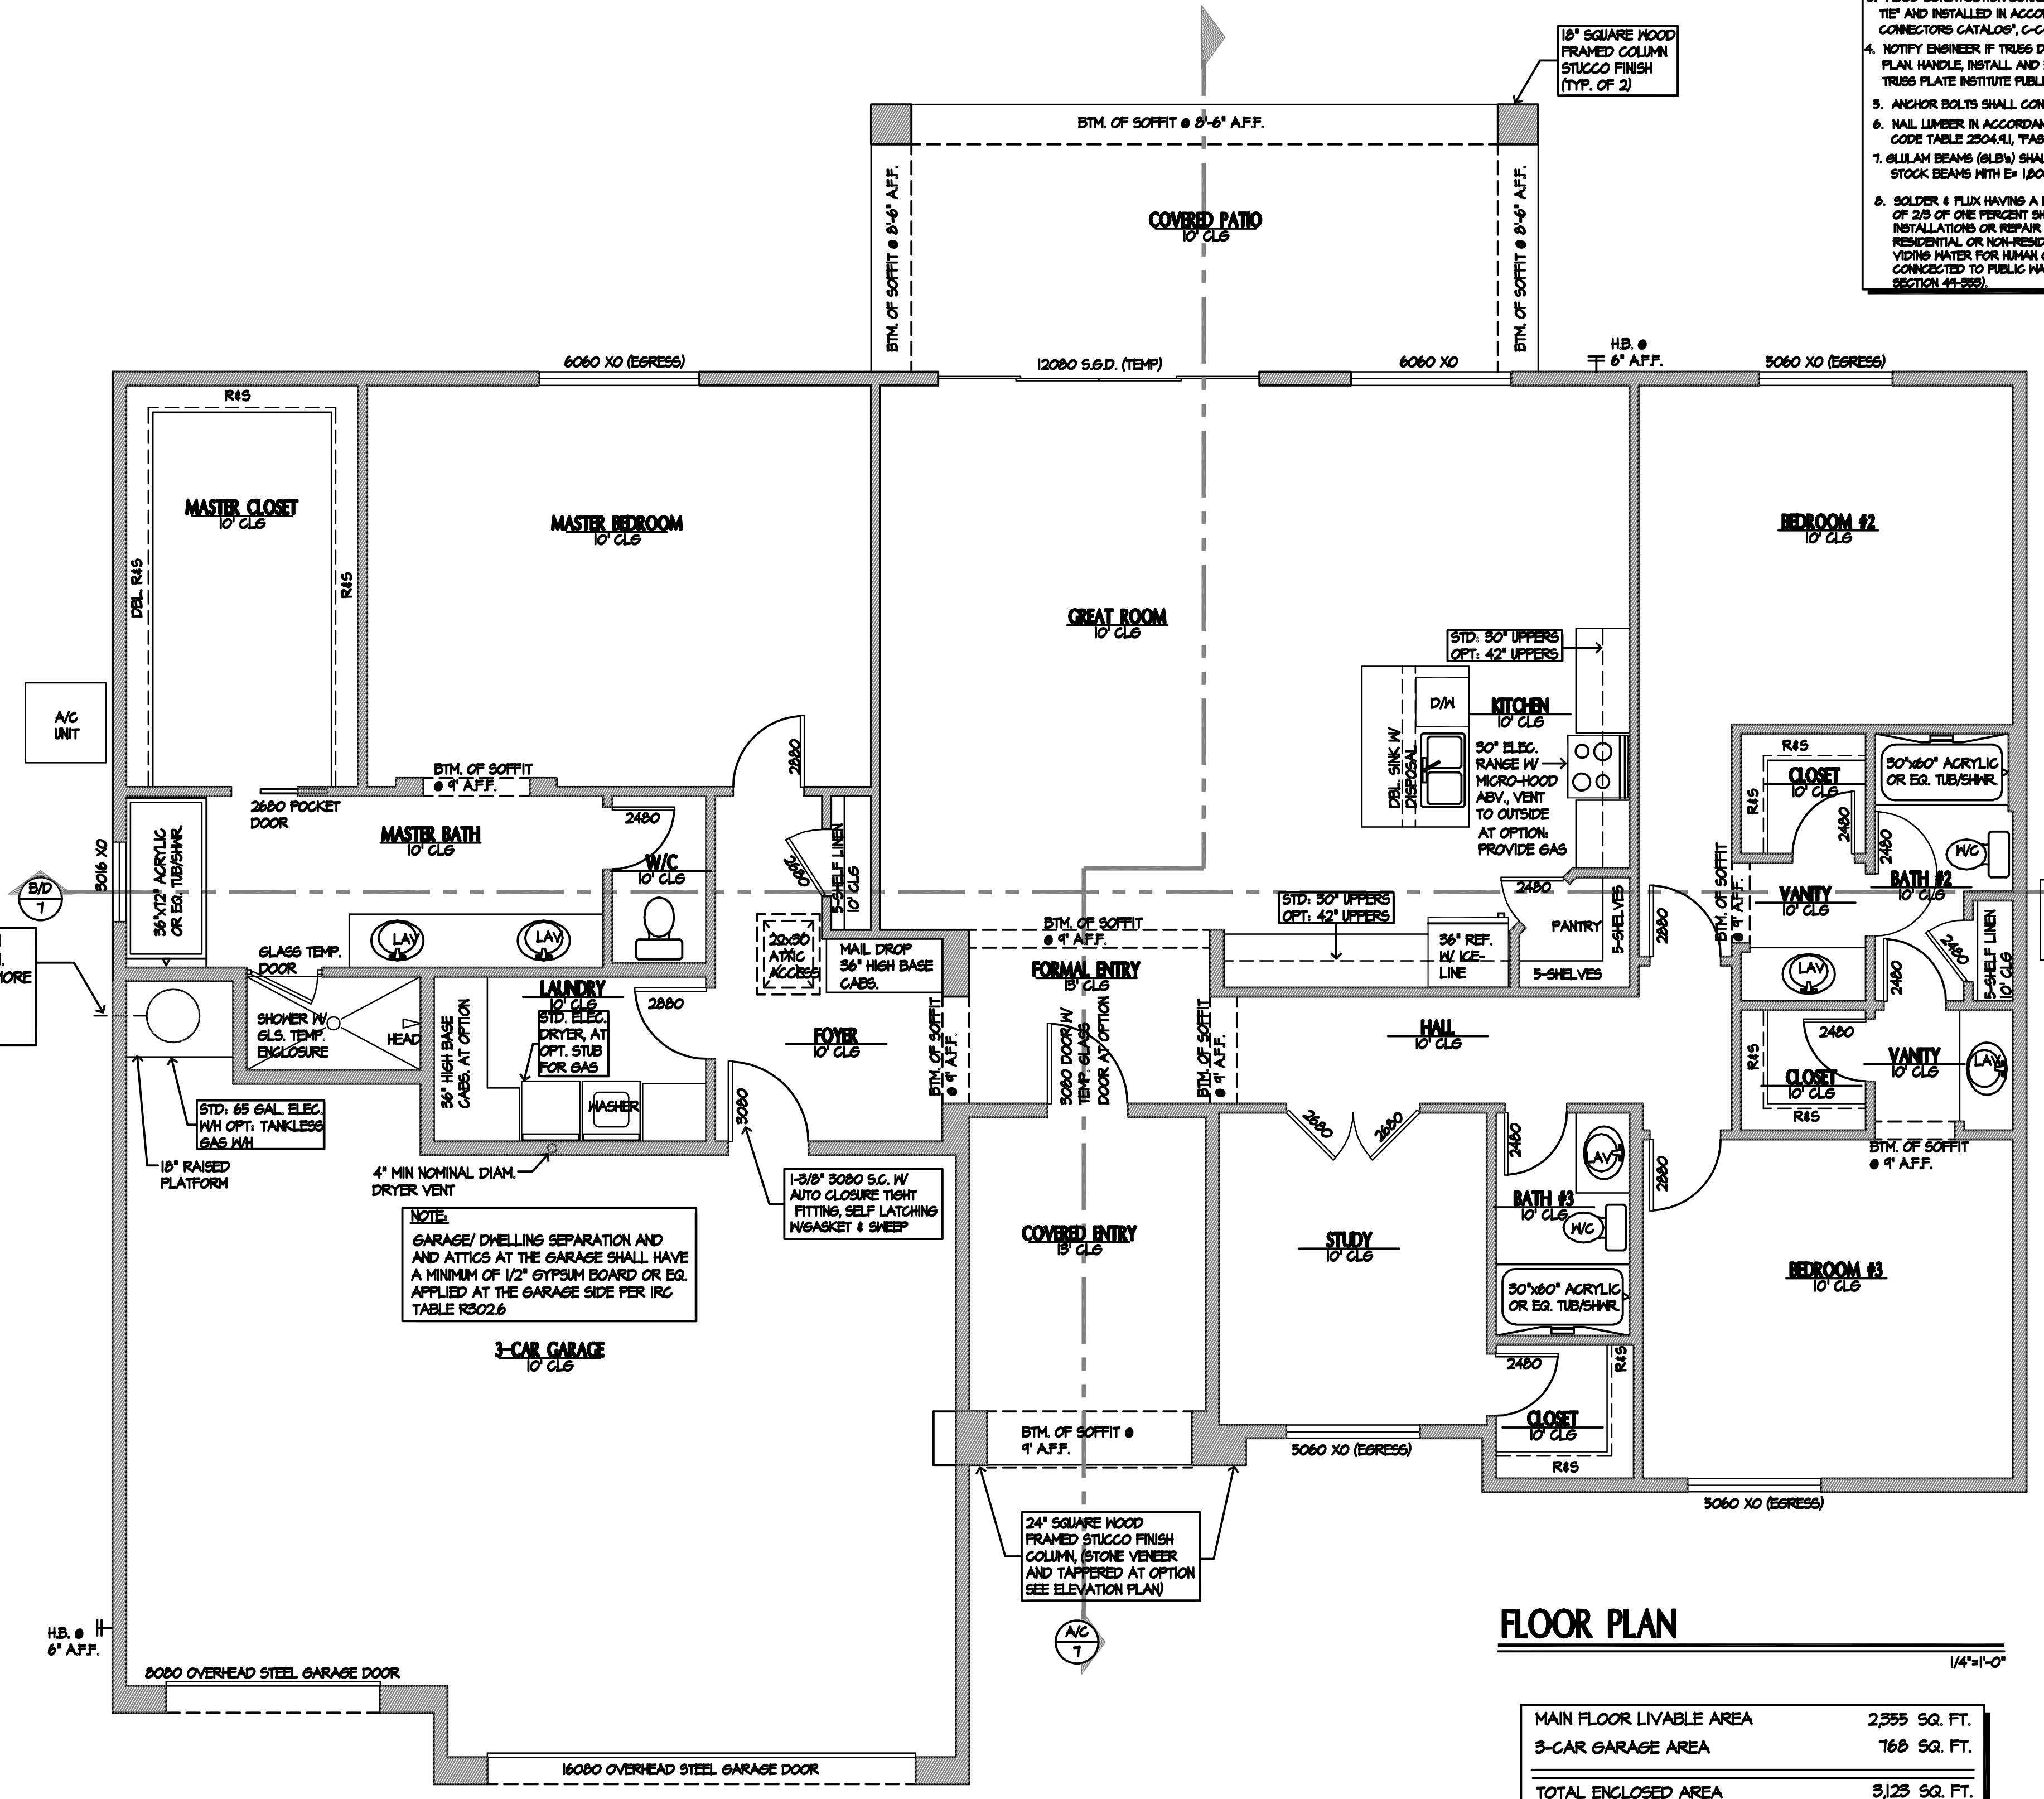 TIE" AND INSTALLED IN
CONNECTORS CATALOG",
4. NOTIFY ENGINEER IF TRUSS
PLAN. HANDLE, INSTALL AND
TRUSS PLATE INSTITUTE
5. ANCHOR BOLTS SHALL
6. NAIL LUMBER IN
CODE TABLE 2304.9.1,
7. GLULAM BEAMS (GLB's)
STOCK BEAMS WITH E=
8. SOLDER & FLUX HAVING A
OF 2/5 OF ONE PERCENT
INSTALLATIONS OR REPAIR
RESIDENTIAL OR
VIDING WATER FOR HUMAN
CONNCECTED TO PUBLIC
SECTION 49-353).
18" SQUARE WOOD
FRAMED COLUMN
STUCCO FINISH
(TYP. OF 2)
BTM. OF SOFFIT @ 8'-6" A.F.F.
BTM. OF SOFFIT @ 8'-6" A.F.F.
BTM. OF SOFFIT @ 8'-6" A.F.F.
COVERED PATIO
10' CLG
6060 XO (EGRESS)
12080 S.G.D. (TEMP)
6060 XO
H.B. @
6" A.F.F.
5060 XO (EGRESS)
R&S
MASTER CLOSET
10' CLG
DBL. R&S
R&S
MASTER BEDROOM
10' CLG
GREAT ROOM
10' CLG
BEDROOM #2
10' CLG
STD: 30" UPPERS
OPT: 42" UPPERS
A/C
UNIT
D/W
KITCHEN
10' CLG
DBL. SINK W/
DISPOSAL
30" ELEC.
RANGE W/
MICRO-HOOD
ABV., VENT
TO OUTSIDE
AT OPTION:
PROVIDE GAS
2880
BTM. OF SOFFIT
@ 9' A.F.F.
2680 POCKET
DOOR
MASTER BATH
10' CLG
2480
W/C
10' CLG
2680
5-SHELF LINEN
10' CLG
R&S
CLOSET
10' CLG
R&S
2480
30"x60" ACRYLIC
OR EQ. TUB/SHWR.
2480
W/C
BATH #2
10' CLG
VANITY
10' CLG
BTM. OF SOFFIT
@ 9' A.F.F.
3016 XO
36"X72" ACRYLIC
OR EQ. TUB/SHWR.
B/D
7
LAV
LAV
22x30
ATTIC
ACCESS
MAIL DROP
36" HIGH BASE
CABS.
BTM. OF SOFFIT
@ 9' A.F.F.
FORMAL ENTRY
13' CLG
STD: 30" UPPERS
OPT: 42" UPPERS
36" REF.
W/ ICE-
LINE
2480
PANTRY
5-SHELVES
5-SHELVES
2880
LAV
2480
2480
5-SHELF LINEN
10' CLG
MORE
GLASS TEMP.
DOOR
SHOWER W/
GLS. TEMP.
ENCLOSURE
HEAD
36" HIGH BASE
CABS. AT OPTION
LAUNDRY
10' CLG
STD. ELEC.
DRYER, AT
OPT. STUB
FOR GAS
WASHER
2880
FOYER
10' CLG
3080
BTM. OF SOFFIT
@ 9' A.F.F.
3080 DOOR W/
TEMP. GLASS
DOOR AT OPTION
BTM. OF SOFFIT
@ 9' A.F.F.
HALL
10' CLG
R&S
2480
CLOSET
10' CLG
R&S
VANITY
10' CLG
LAV
BTM. OF SOFFIT
@ 9' A.F.F.
STD: 65 GAL. ELEC.
W/H OPT: TANKLESS
GAS W/H
18" RAISED
PLATFORM
4" MIN NOMINAL DIAM.
DRYER VENT
1-3/8" 3080 S.C. W/
AUTO CLOSURE TIGHT
FITTING, SELF LATCHING
W/GASKET & SWEEP
NOTE:
GARAGE/ DWELLING SEPARATION AND
AND ATTICS AT THE GARAGE SHALL HAVE
A MINIMUM OF 1/2" GYPSUM BOARD OR EQ.
APPLIED AT THE GARAGE SIDE PER IRC
TABLE R302.6
3-CAR GARAGE
10' CLG
COVERED ENTRY
13' CLG
2680
2680
STUDY
10' CLG
2480
LAV
BATH #3
10' CLG
W/C
30"x60" ACRYLIC
OR EQ. TUB/SHWR.
2880
BEDROOM #3
10' CLG
2480
R&S
CLOSET
10' CLG
R&S
BTM. OF SOFFIT @
9' A.F.F.
5060 XO (EGRESS)
5060 XO (EGRESS)
24" SQUARE WOOD
FRAMED STUCCO FINISH
COLUMN, (STONE VENEER
AND TAPPERED AT OPTION
SEE ELEVATION PLAN)
A/C
7
H.B. @
6" A.F.F.
8080 OVERHEAD STEEL GARAGE DOOR
16080 OVERHEAD STEEL GARAGE DOOR
FLOOR PLAN
1/4"=1'-0"
MAIN FLOOR LIVABLE AREA 2,355 SQ. FT.
3-CAR GARAGE AREA 768 SQ. FT.
TOTAL ENCLOSED AREA 3,123 SQ. FT.